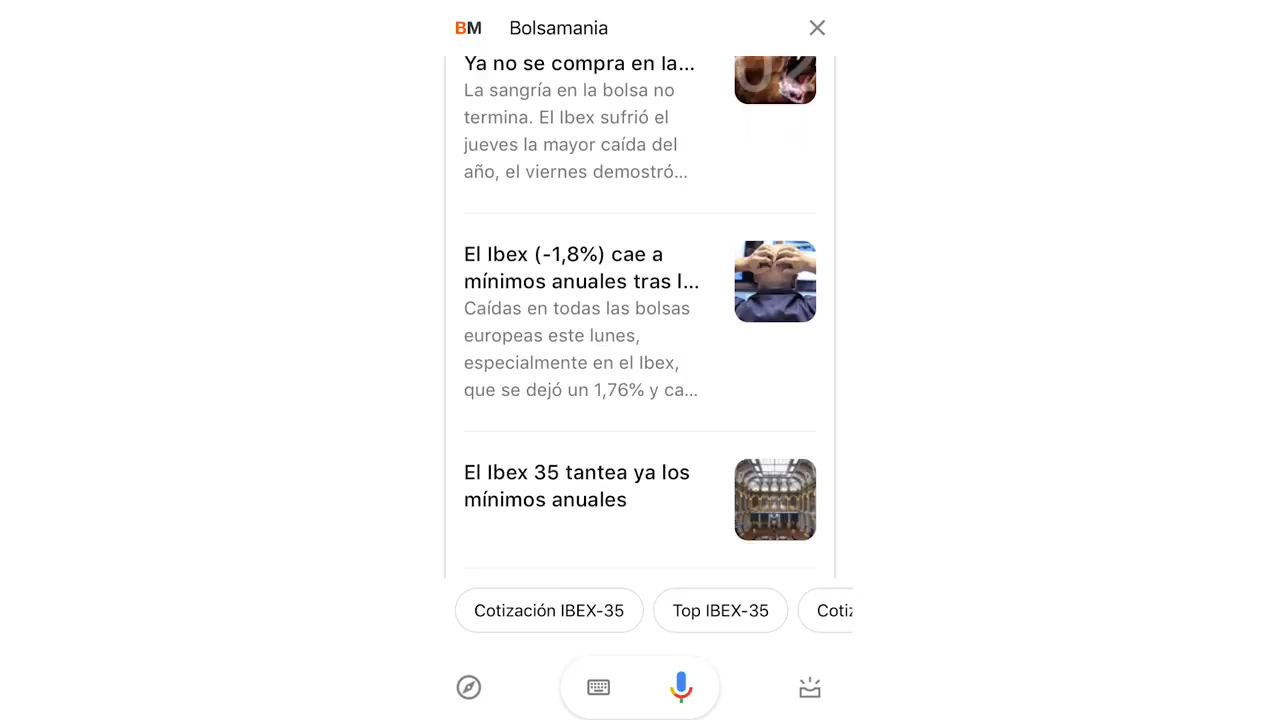 BM Bolsamania
Ya no se compra en la...
La sangría en la bolsa no
termina. El Ibex sufrió el
jueves la mayor caída del
año, el viernes demostró...
El Ibex (-1,8%) cae a
mínimos anuales tras l...
Caídas en todas las bolsas
europeas este lunes,
especialmente en el Ibex,
que se dejó un 1,76% y ca...
El Ibex 35 tantea ya los
mínimos anuales
Cotización IBEX-35
Top IBEX-35